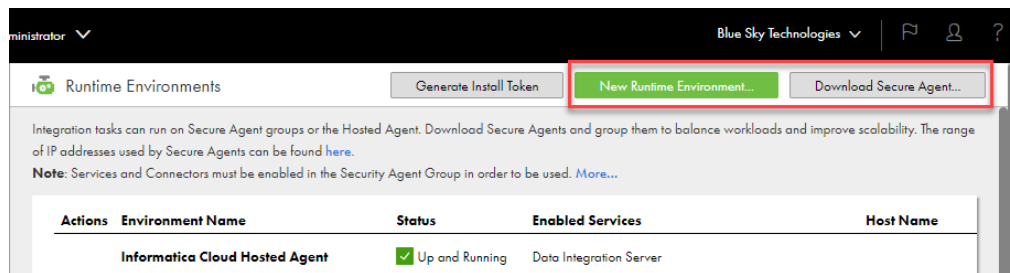 ministrator
Blue Sky Technologies
?
Runtime Environments
Generate Install Token
New Runtime Environment...
Download Secure Agent...
Integration tasks can run on Secure Agent groups or the Hosted Agent. Download Secure Agents and group them to balance workloads and improve scalability. The range
of IP addresses used by Secure Agents can be found here.
Note: Services and Connectors must be enabled in the Security Agent Group in order to be used. More...
Actions Environment Name Status Enabled Services Host Name
Informatica Cloud Hosted Agent Up and Running Data Integration Server